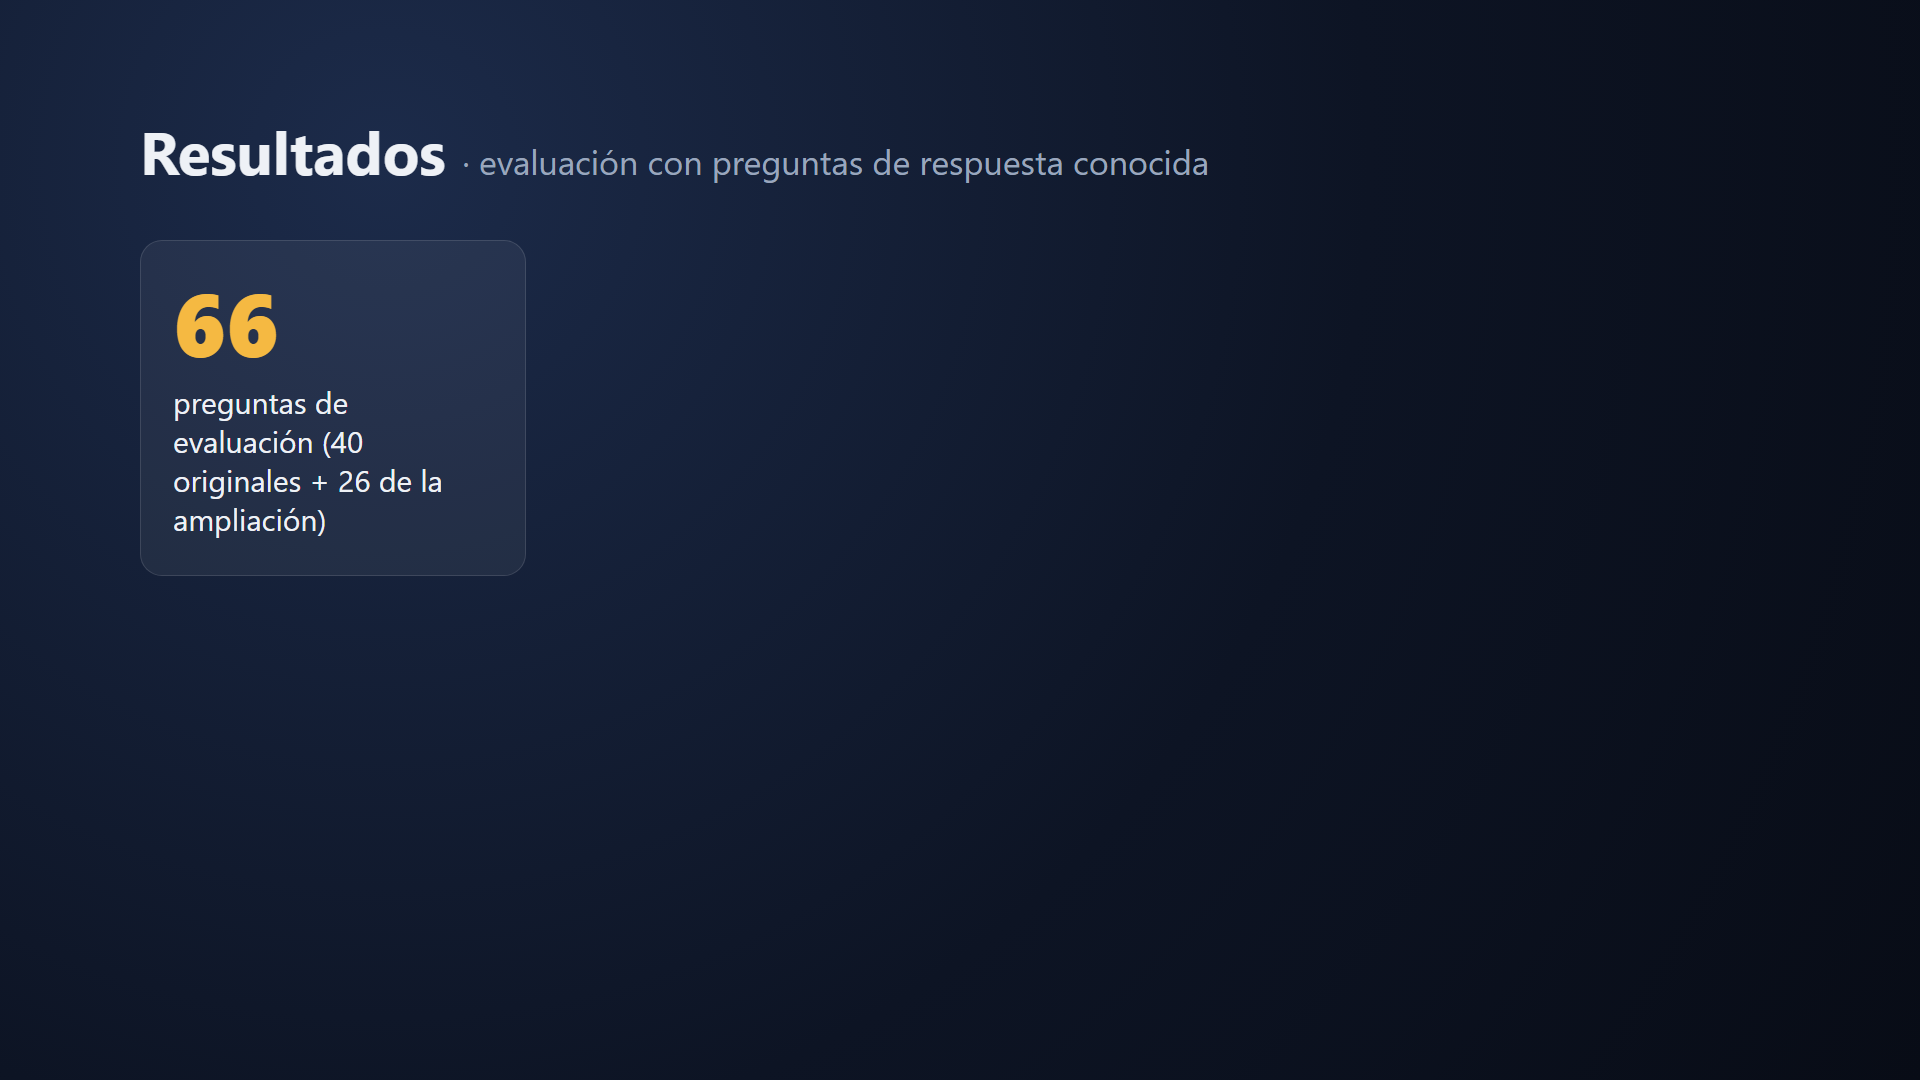 Resultados · evaluación con preguntas de respuesta conocida
66
preguntas de
evaluación (40
originales + 26 de la
ampliación)